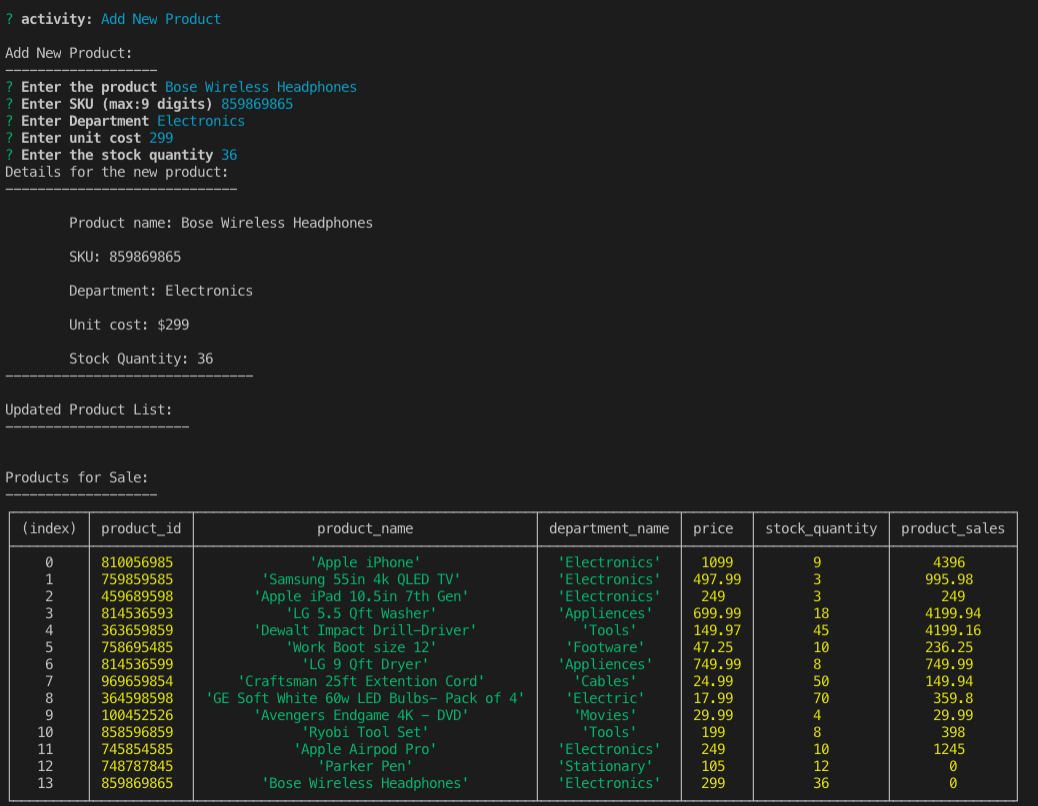 ? activity: Add New Product
Add New Product:
-------------------
? Enter the product Bose Wireless Headphones
? Enter SKU (max:9 digits) 859869865
? Enter Department Electronics
? Enter unit cost 299
? Enter the stock quantity 36
Details for the new product:
-----------------------------
Product name: Bose Wireless Headphones
SKU: 859869865
Department: Electronics
Unit cost: $299
Stock Quantity: 36
-------------------------------
Updated Product List:
-----------------------
Products for Sale:
-------------------
(index) product_id product_name department_name price stock_quantity product_sales
0 810056985 'Apple iPhone' 'Electronics' 1099 9 4396
1 759859585 'Samsung 55in 4k QLED TV' 'Electronics' 497.99 3 995.98
2 459689598 'Apple iPad 10.5in 7th Gen' 'Electronics' 249 3 249
3 814536593 'LG 5.5 Qft Washer' 'Appliences' 699.99 18 4199.94
4 363659859 'Dewalt Impact Drill-Driver' 'Tools' 149.97 45 4199.16
5 758695485 'Work Boot size 12' 'Footware' 47.25 10 236.25
6 814536599 'LG 9 Qft Dryer' 'Appliences' 749.99 8 749.99
7 969659854 'Craftsman 25ft Extention Cord' 'Cables' 24.99 50 149.94
8 364598598 'GE Soft White 60w LED Bulbs- Pack of 4' 'Electric' 17.99 70 359.8
9 100452526 'Avengers Endgame 4K - DVD' 'Movies' 29.99 4 29.99
10 858596859 'Ryobi Tool Set' 'Tools' 199 8 398
11 745854585 'Apple Airpod Pro' 'Electronics' 249 10 1245
12 748787845 'Parker Pen' 'Stationary' 105 12 0
13 859869865 'Bose Wireless Headphones' 'Electronics' 299 36 0